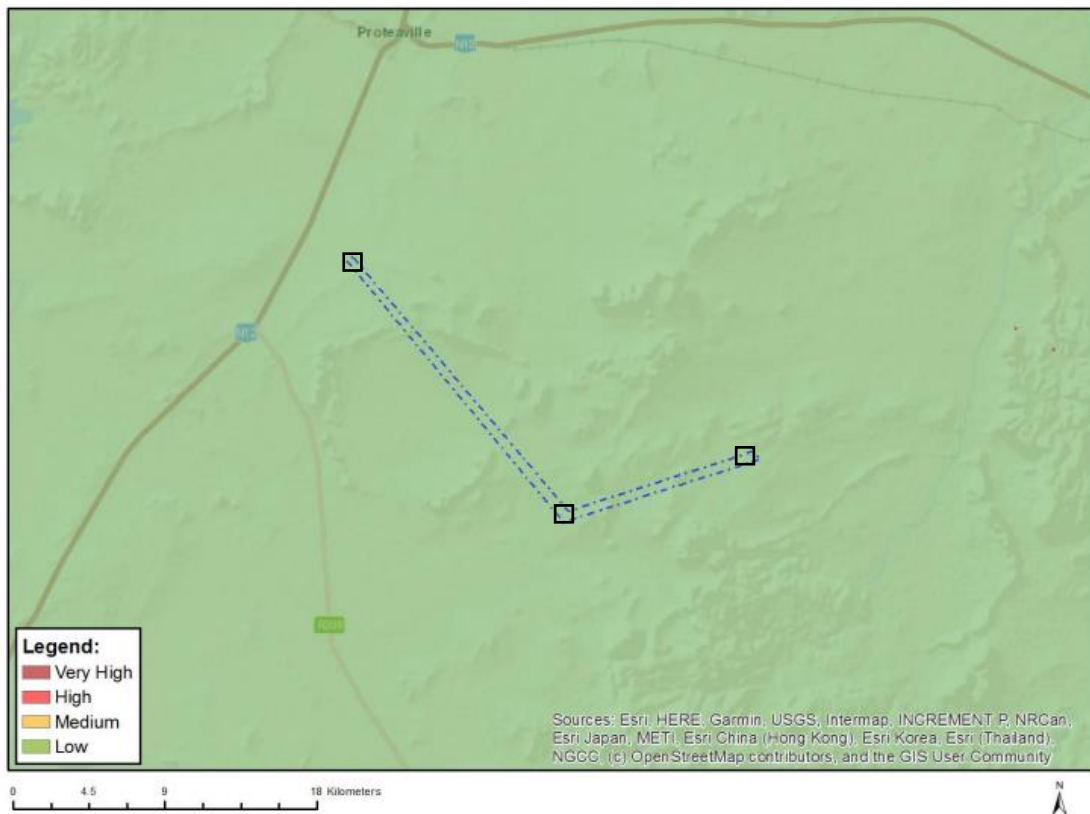 Proteaville
N12
N12
Legend:
Very High
High
Medium
Low
Sources: Esri, HERE, Garmin, USGS, Intermap, INCREMENT P, NRCan,
Esri Japan, METI, Esri China (Hong Kong), Esri Korea, Esri (Thailand),
NGCC, (c) OpenStreetMap contributors, and the GIS User Community
0 4.5 9 18 Kilometers
N